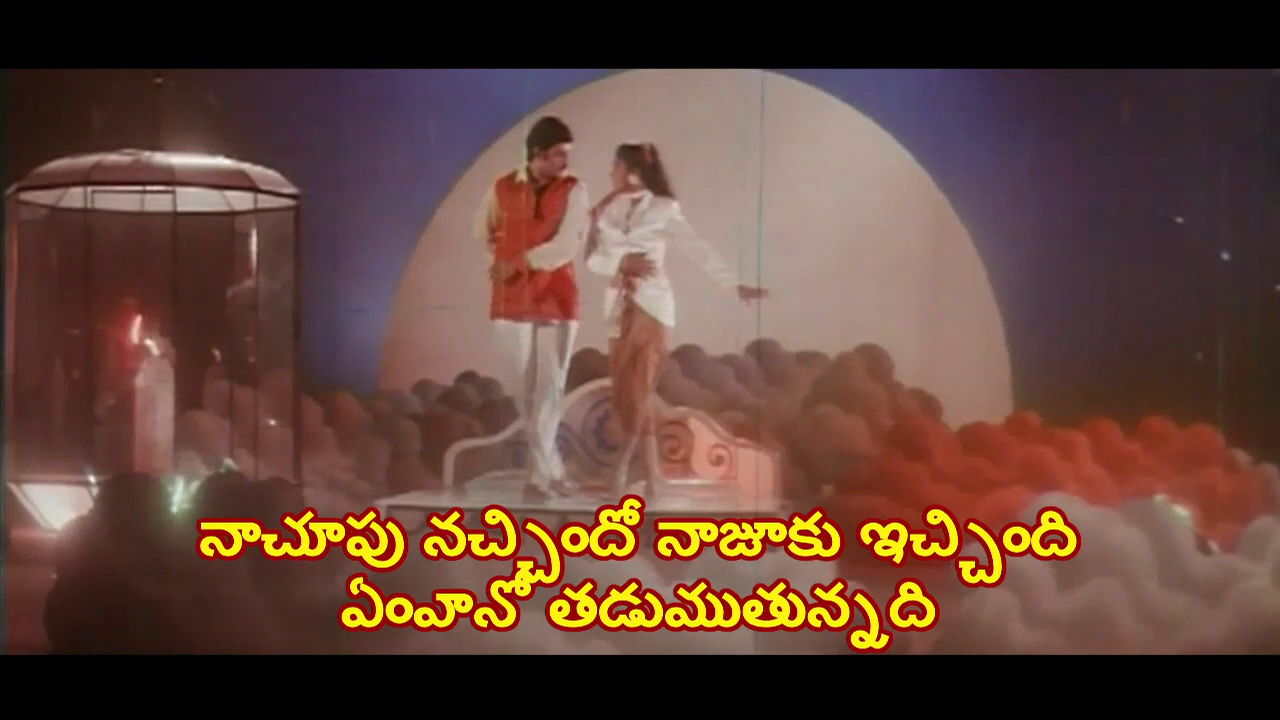 నాచూపు నచ్చిందో నాజూకు ఇచ్చింది
ఏంవానో తడుముతున్నది